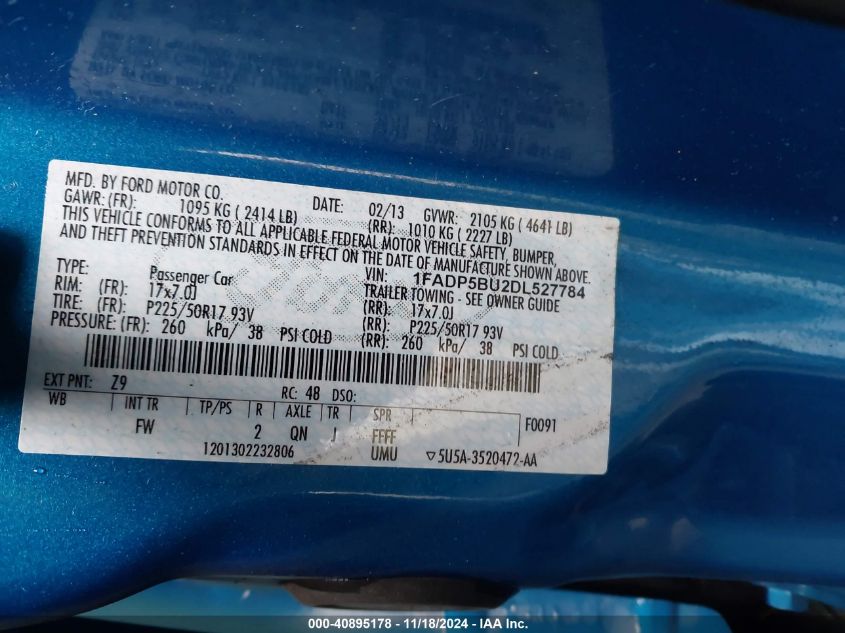 MFD. BY FORD MOTOR CO.
DATE: 02/13 GVWR: 2105 KG ( 4641 LB)
GAWR: (FR): 1095 KG ( 2414 LB) (RR): 1010 KG ( 2227 LB)
THIS VEHICLE CONFORMS TO ALL APPLICABLE FEDERAL MOTOR VEHICLE SAFETY, BUMPER,
AND THEFT PREVENTION STANDARDS IN EFFECT ON THE DATE OF MANUFACTURE SHOWN ABOVE.
VIN: 1FADP5BU2DL527784
TYPE: Passenger Car TRAILER TOWING - SEE OWNER GUIDE
RIM: (FR): 17x7.0J (RR): 17x7.0J
TIRE: (FR): P225/50R17 93V (RR): P225/50R17 93V
PRESSURE: (FR): 260 kPa/ 38 PSI COLD (RR): 260 kPa/ 38 PSI COLD
EXT PNT: Z9 RC: 48 DSO:
WB INT TR TP/PS R AXLE TR SPR F0091
FW 2 QN J FFFF
1201302232806 UMU ▽5U5A-3520472-AA
000-40895178 - 11/18/2024 - IAA Inc.